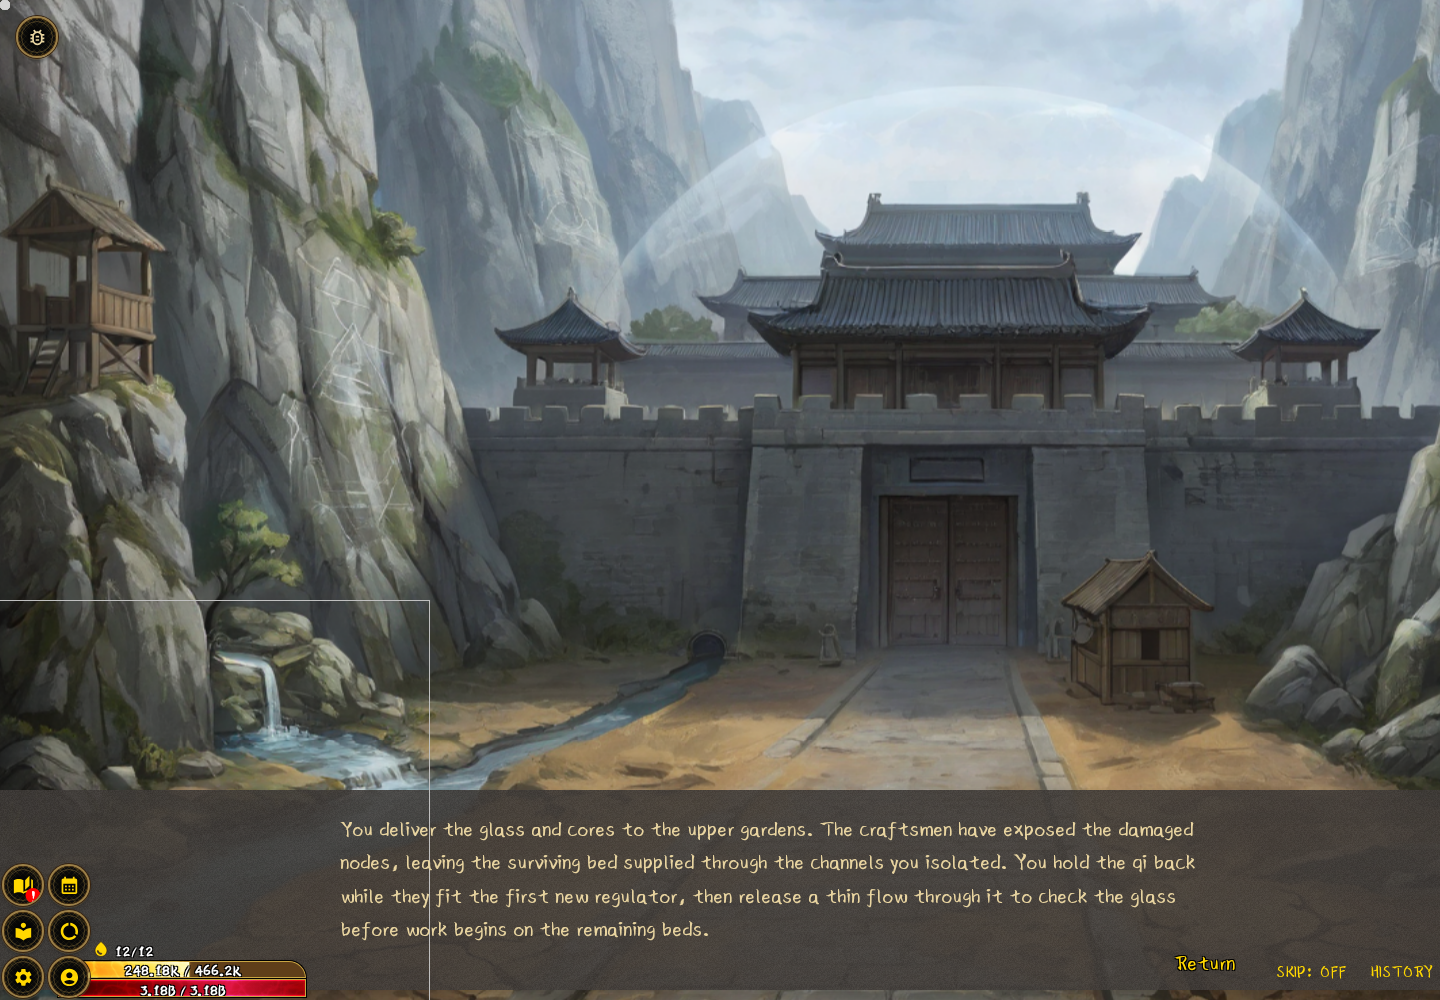 You deliver the glass and cores to the upper gardens. The craftsmen have exposed the damaged
nodes, leaving the surviving bed supplied through the channels you isolated. You hold the qi back
while they fit the first new regulator, then release a thin flow through it to check the glass
before work begins on the remaining beds.
Return
SKIP: OFF
HISTORY
12/12
248.18K / 466.2K
3.18B / 3.18B